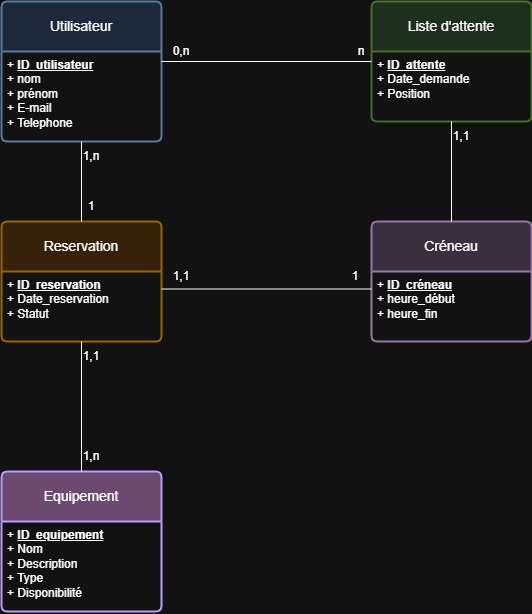 Utilisateur
+ ID_utilisateur
+ nom
+ prénom
+ E-mail
+ Telephone
0,n
n
Liste d'attente
+ ID_attente
+ Date_demande
+ Position
1,n
1
1,1
Reservation
+ ID_reservation
+ Date_reservation
+ Statut
1,1
1
Créneau
+ ID_créneau
+ heure_début
+ heure_fin
1,1
1,n
Equipement
+ ID_equipement
+ Nom
+ Description
+ Type
+ Disponibilité